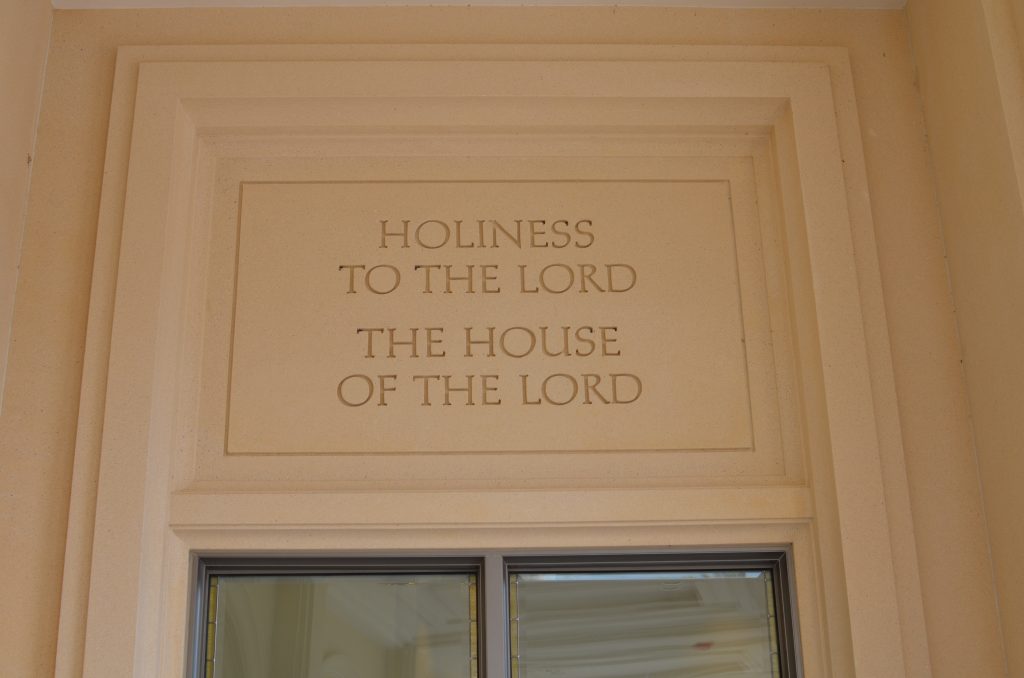 HOLINESS
TO THE LORD
THE HOUSE
OF THE LORD